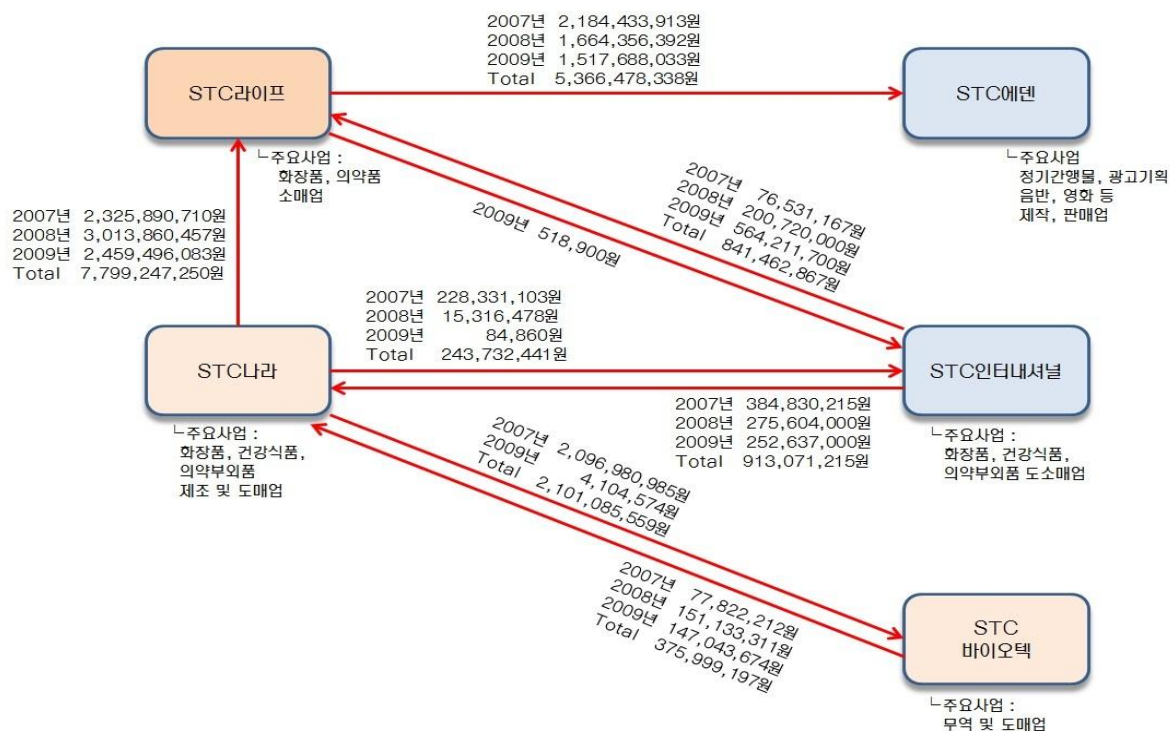 2007년 2,184,433,913원
2008년 1,664,356,392원
2009년 1,517,688,033원
Total 5,366,478,338원
STC라이프
STC에덴
└주요사업 :
화장품, 의약품
소매업
└주요사업
정기간행물, 광고기획
음반, 영화 등
제작, 판매업
2007년 76,531,167원
2008년 200,720,000원
2009년 564,211,700원
Total 841,462,867원
2009년 518,900원
2007년 2,325,890,710원
2008년 3,013,860,457원
2009년 2,459,496,083원
Total 7,799,247,250원
2007년 228,331,103원
2008년 15,316,478원
2009년 84,860원
Total 243,732,441원
STC나라
STC인터내셔널
└주요사업 :
화장품, 건강식품,
의약부외품
제조 및 도매업
2007년 384,830,215원
2008년 275,604,000원
2009년 252,637,000원
Total 913,071,215원
└주요사업 :
화장품, 건강식품,
의약부외품 도소매업
2007년 2,096,980,985원
2009년 4,104,574원
Total 2,101,085,559원
2007년 77,822,212원
2008년 151,133,311원
2009년 147,043,674원
Total 375,999,197원
STC
바이오텍
└주요사업 :
무역 및 도매업